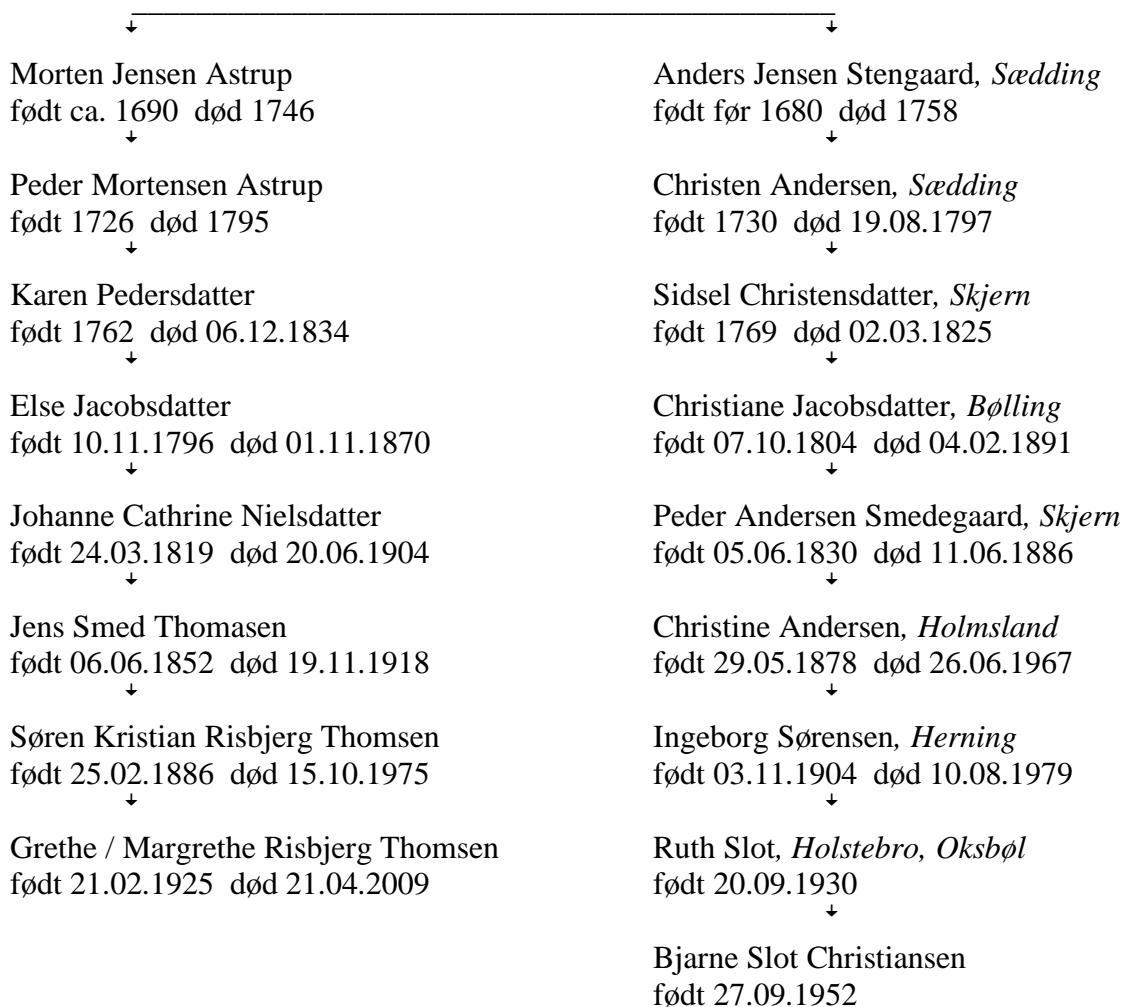 Morten Jensen Astrup
født ca. 1690 død 1746
Peder Mortensen Astrup
født 1726 død 1795
Karen Pedersdatter
født 1762 død 06.12.1834
Else Jacobsdatter
født 10.11.1796 død 01.11.1870
Johanne Cathrine Nielsdatter
født 24.03.1819 død 20.06.1904
Jens Smed Thomasen
født 06.06.1852 død 19.11.1918
Søren Kristian Risbjerg Thomsen
født 25.02.1886 død 15.10.1975
Grethe / Margrethe Risbjerg Thomsen
født 21.02.1925 død 21.04.2009
Anders Jensen Stengaard, Sædding
født før 1680 død 1758
Christen Andersen, Sædding
født 1730 død 19.08.1797
Sidsel Christensdatter, Skjern
født 1769 død 02.03.1825
Christiane Jacobsdatter, Bølling
født 07.10.1804 død 04.02.1891
Peder Andersen Smedegaard, Skjern
født 05.06.1830 død 11.06.1886
Christine Andersen, Holmsland
født 29.05.1878 død 26.06.1967
Ingeborg Sørensen, Herning
født 03.11.1904 død 10.08.1979
Ruth Slot, Holstebro, Oksbøl
født 20.09.1930
Bjarne Slot Christiansen
født 27.09.1952